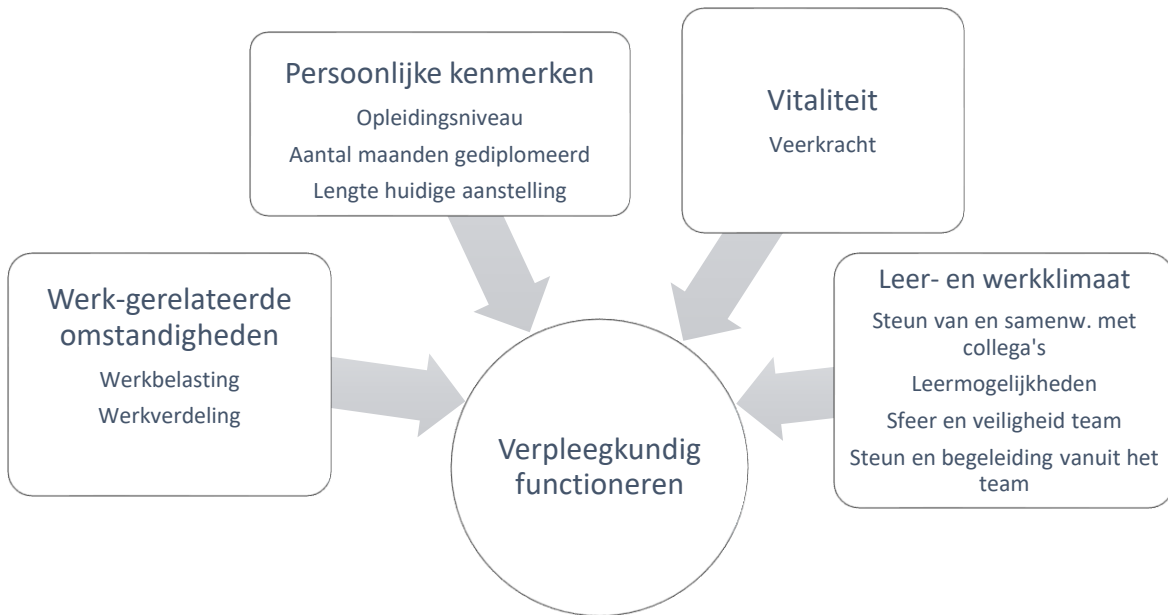 Persoonlijke kenmerken
Opleidingsniveau
Aantal maanden gediplomeerd
Lengte huidige aanstelling
Vitaliteit
Veerkracht
Werk-gerelateerde
omstandigheden
Werkbelasting
Werkverdeling
Leer- en werkklimaat
Steun van en samenw. met
collega's
Leermogelijkheden
Sfeer en veiligheid team
Steun en begeleiding vanuit het
team
Verpleegkundig
functioneren